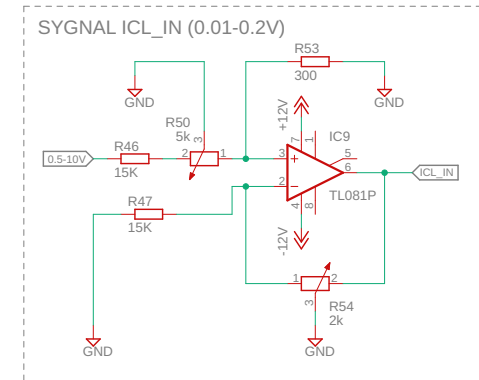 SYGNAL ICL_IN (0.01-0.2V)
R53
300
GND
GND
R50
5k
3
2
1
+12V
7
1
IC9
0.5-10V
R46
15K
3
+
5
6
ICL_IN
2
-
TL081P
R47
15K
4
8
-12V
1
2
3
R54
2k
GND
GND